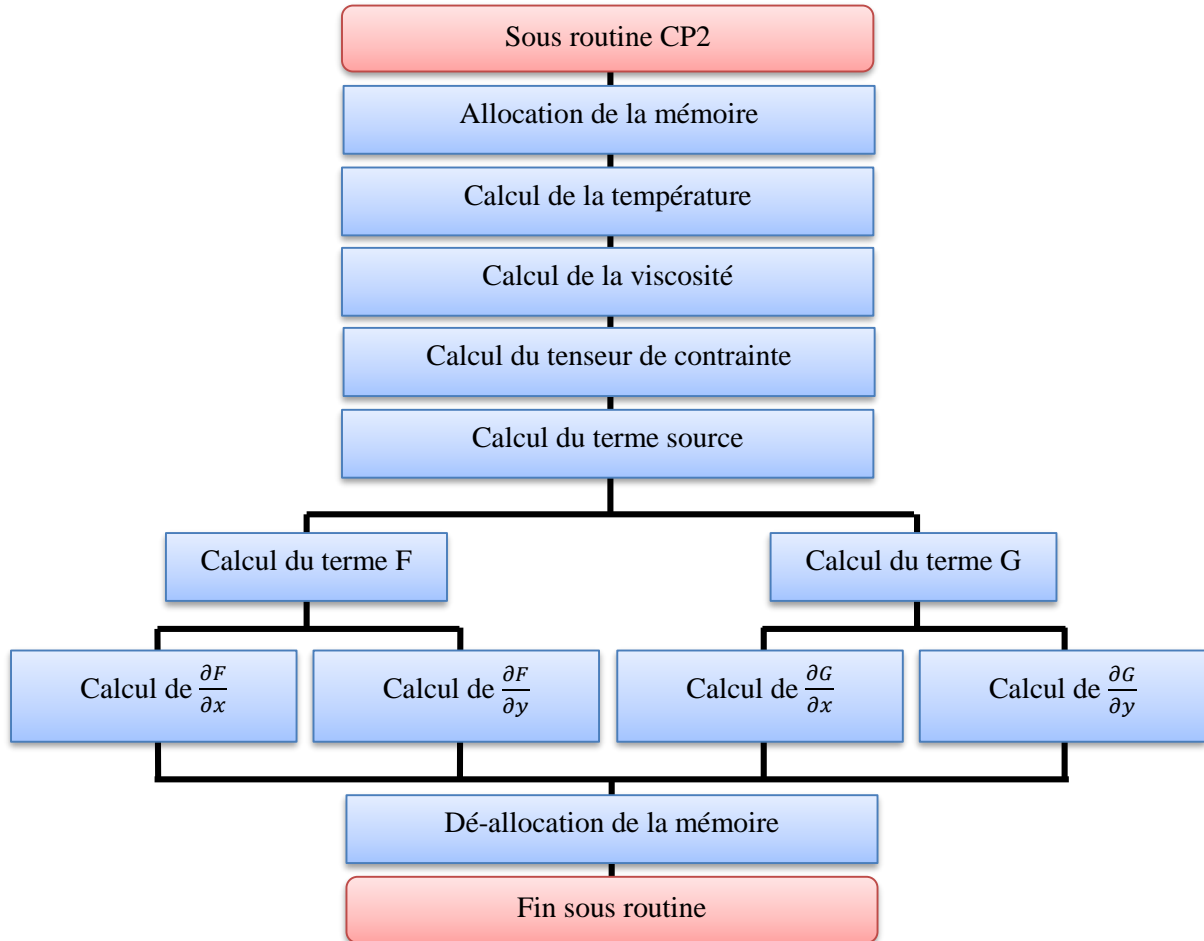 Sous routine CP2
Allocation de la mémoire
Calcul de la température
Calcul de la viscosité
Calcul du tenseur de contrainte
Calcul du terme source
Calcul du terme F
Calcul du terme G
Calcul de ∂F/∂x
Calcul de ∂F/∂y
Calcul de ∂G/∂x
Calcul de ∂G/∂y
Dé-allocation de la mémoire
Fin sous routine